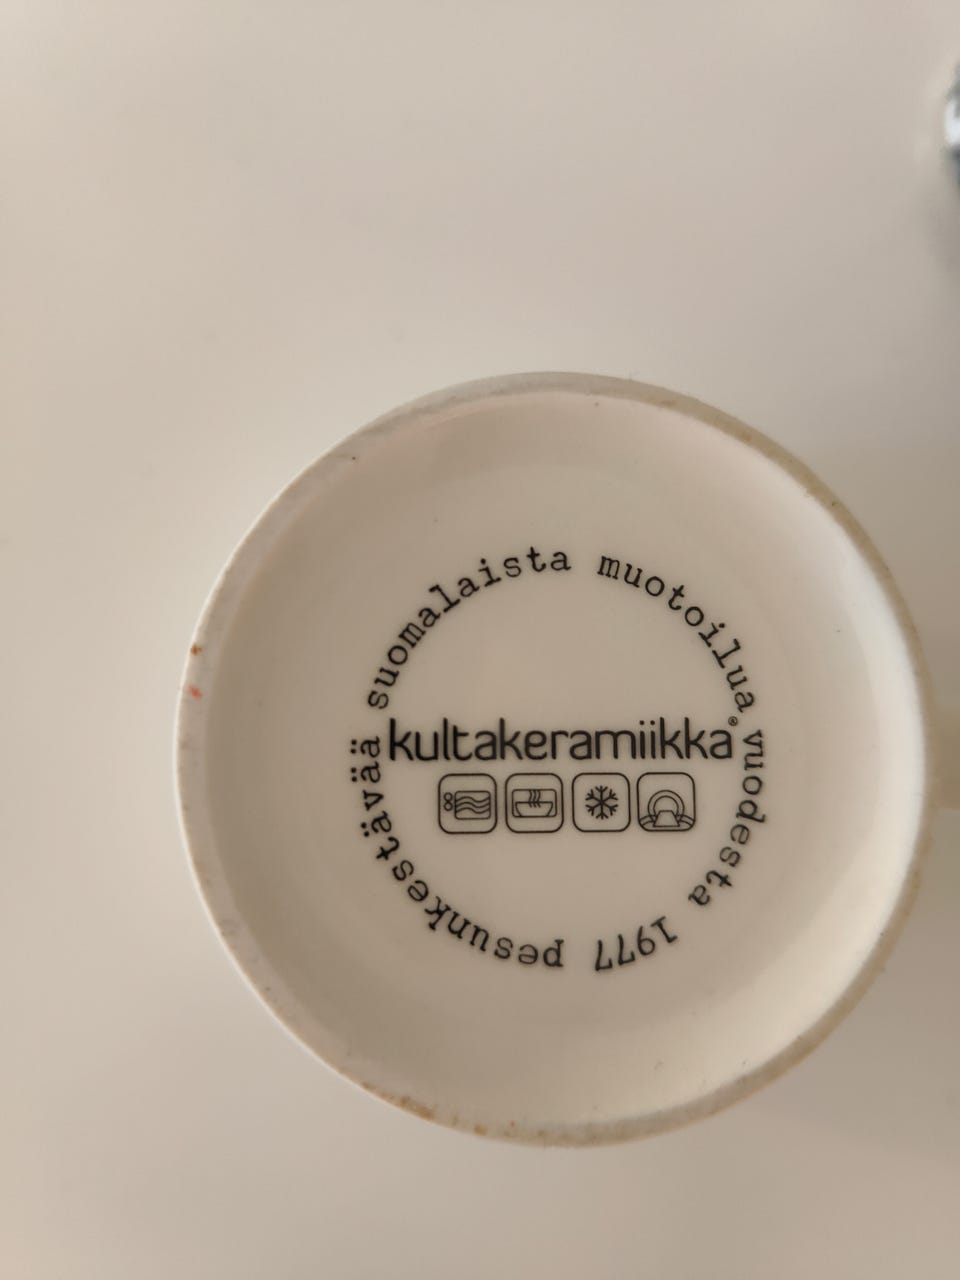 suomalaista muotoilua vuodesta 1977 pesunkestävää
kultakeramiikka®